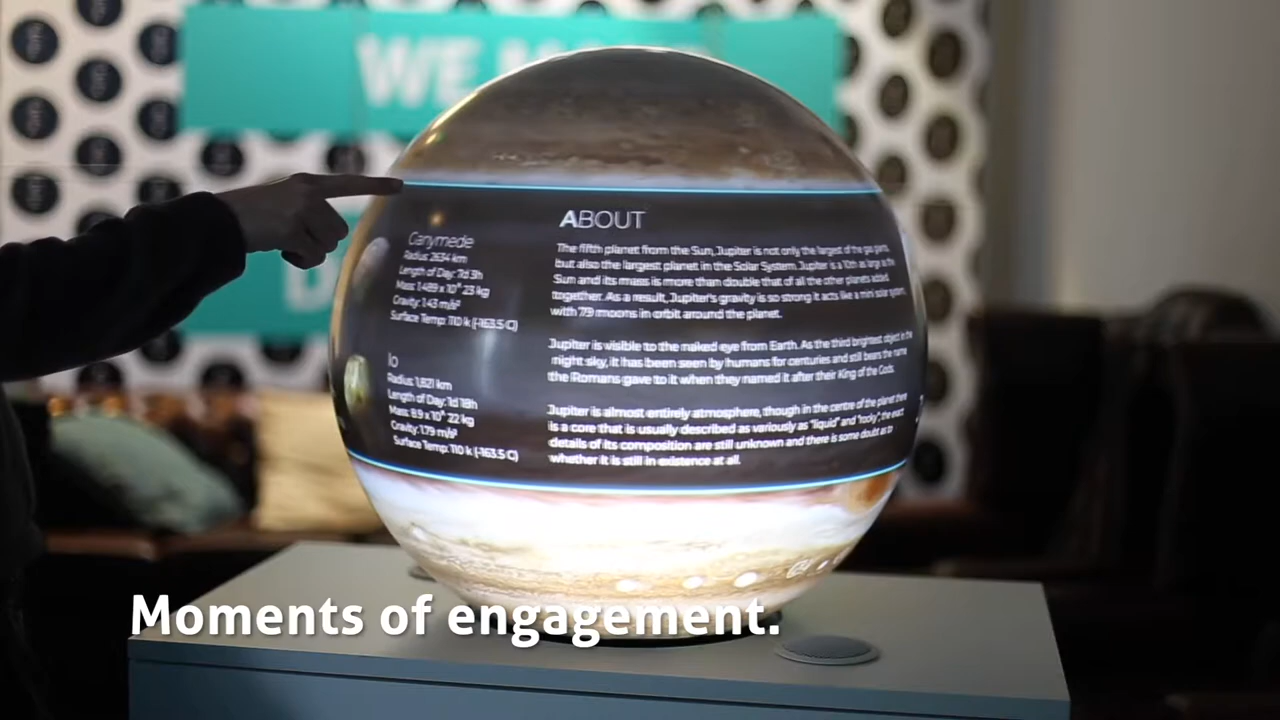 WE
ABOUT
Ganymede
Radius: 2634 km
Length of Day: 7d 3h
Mass: 1.489 x 10^ 23 kg
Gravity: 1.43 m/s²
Surface Temp: 110 k (-163.5 C)
Io
Radius: 1,821 km
Length of Day: 1d 18h
Mass: 8.9 x 10^ 22 kg
Gravity: 1.79 m/s²
Surface Temp: 110 k (-163.5 C)
The fifth planet from the Sun, Jupiter is not only the largest of the gas giants,
but also the largest planet in the Solar System. Jupiter is a 10th as large as the
Sun and its mass is more than double that of all the other planets added
together. As a result, Jupiter's gravity is so strong it acts like a mini solar system,
with 79 moons in orbit around the planet.
Jupiter is visible to the naked eye from Earth. As the third brightest object in the
night sky, it has been seen by humans for centuries and still bears the name
the Romans gave to it when they named it after their King of the Gods.
Jupiter is almost entirely atmosphere, though in the centre of the planet there
is a core that is usually described as variously as "liquid" and "rocky", the exact
details of its composition are still unknown and there is some doubt as to
whether it is still in existence at all.
Moments of engagement.